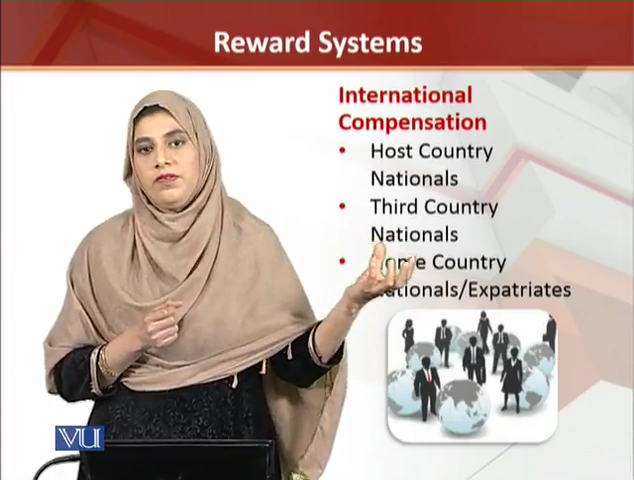 Reward Systems
International
Compensation
• Host Country
Nationals
• Third Country
Nationals
• Country
Nationals/Expatriates
VU